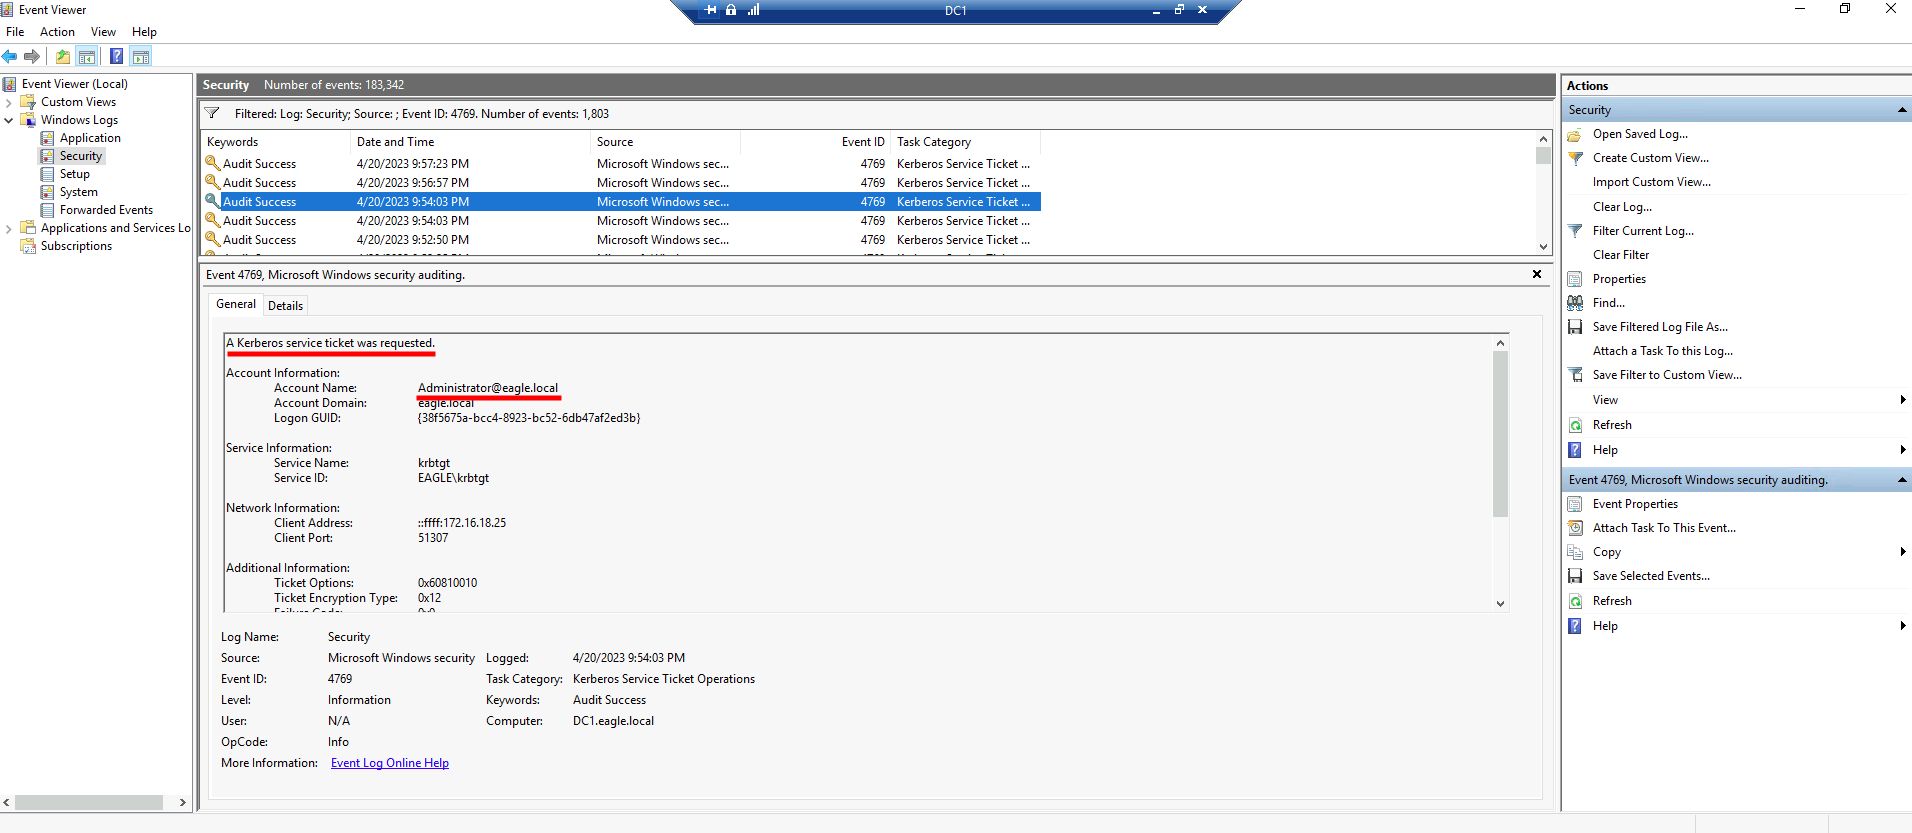 Event Viewer
DC1
File Action View Help
Event Viewer (Local)
Custom Views
Windows Logs
Application
Security
Setup
System
Forwarded Events
Applications and Services Lo
Subscriptions
Security Number of events: 183,342
Filtered: Log: Security; Source: ; Event ID: 4769. Number of events: 1,803
Keywords Date and Time Source Event ID Task Category
Audit Success 4/20/2023 9:57:23 PM Microsoft Windows sec... 4769 Kerberos Service Ticket ...
Audit Success 4/20/2023 9:56:57 PM Microsoft Windows sec... 4769 Kerberos Service Ticket ...
Audit Success 4/20/2023 9:54:03 PM Microsoft Windows sec... 4769 Kerberos Service Ticket ...
Audit Success 4/20/2023 9:54:03 PM Microsoft Windows sec... 4769 Kerberos Service Ticket ...
Audit Success 4/20/2023 9:52:50 PM Microsoft Windows sec... 4769 Kerberos Service Ticket ...
Event 4769, Microsoft Windows security auditing.
General Details
A Kerberos service ticket was requested.
Account Information:
Account Name: Administrator@eagle.local
Account Domain: eagle.local
Logon GUID: {38f5675a-bcc4-8923-bc52-6db47af2ed3b}
Service Information:
Service Name: krbtgt
Service ID: EAGLE\krbtgt
Network Information:
Client Address: ::ffff:172.16.18.25
Client Port: 51307
Additional Information:
Ticket Options: 0x60810010
Ticket Encryption Type: 0x12
Failure Code: 0x0
Log Name: Security
Source: Microsoft Windows security Logged: 4/20/2023 9:54:03 PM
Event ID: 4769 Task Category: Kerberos Service Ticket Operations
Level: Information Keywords: Audit Success
User: N/A Computer: DC1.eagle.local
OpCode: Info
More Information: Event Log Online Help
Actions
Security
Open Saved Log...
Create Custom View...
Import Custom View...
Clear Log...
Filter Current Log...
Clear Filter
Properties
Find...
Save Filtered Log File As...
Attach a Task To this Log...
Save Filter to Custom View...
View
Refresh
Help
Event 4769, Microsoft Windows security auditing.
Event Properties
Attach Task To This Event...
Copy
Save Selected Events...
Refresh
Help